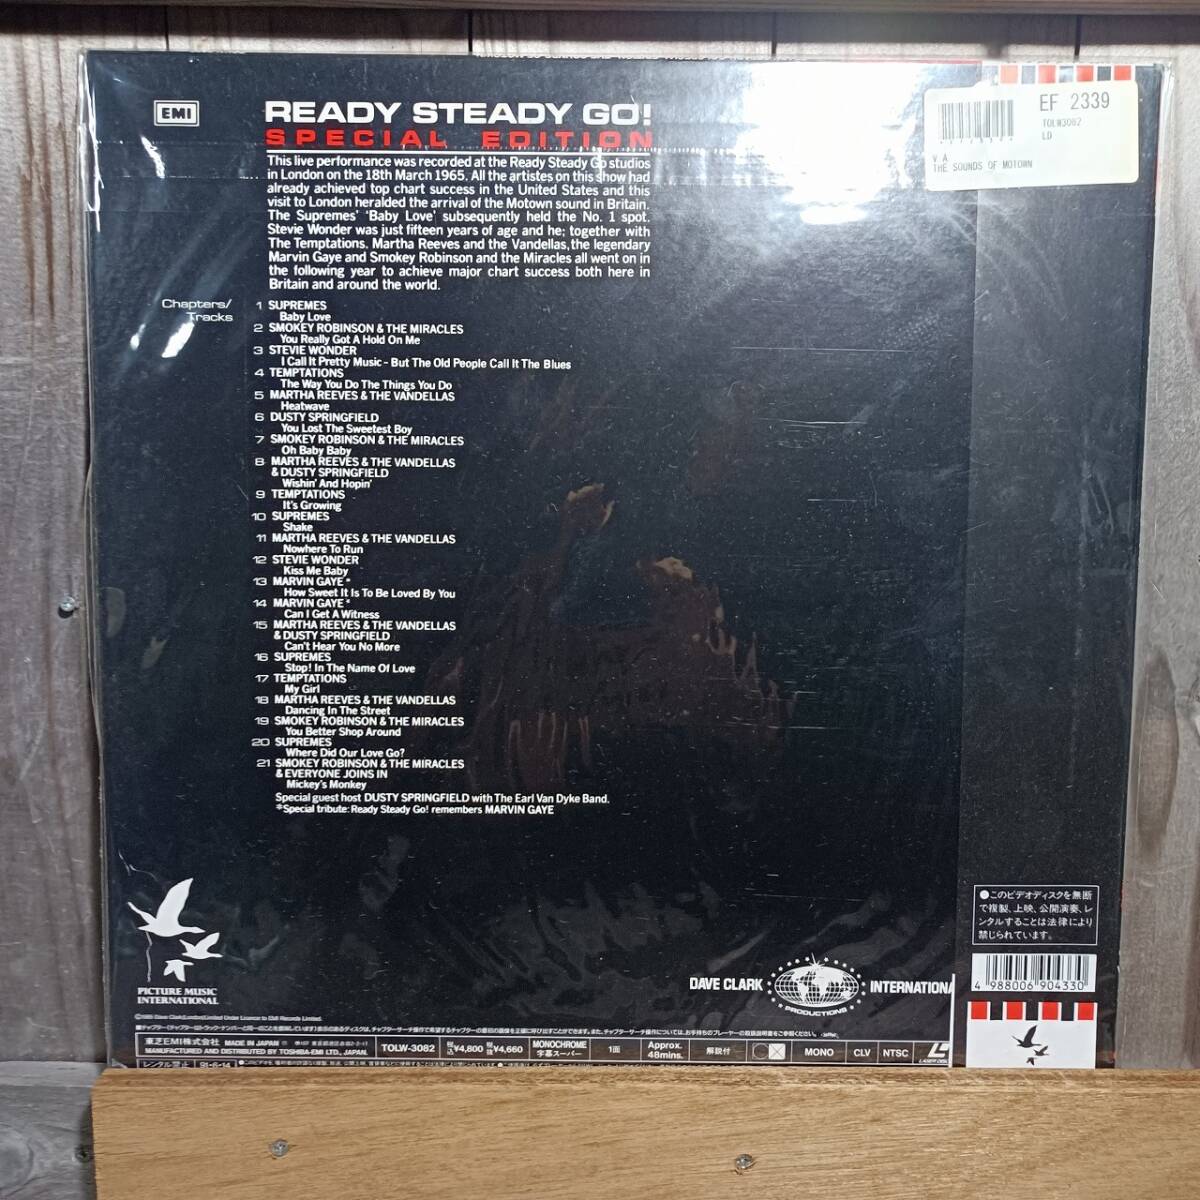 EMI
READY STEADY GO!
SPECIAL EDITION
This live performance was recorded at the Ready Steady Go studios
in London on the 18th March 1965. All the artistes on this show had
already achieved top chart success in the United States and this
visit to London heralded the arrival of the Motown sound in Britain.
The Supremes' 'Baby Love' subsequently held the No. 1 spot.
Stevie Wonder was just fifteen years of age and he; together with
The Temptations, Martha Reeves and the Vandellas, the legendary
Marvin Gaye and Smokey Robinson and the Miracles all went on in
the following year to achieve major chart success both here in
Britain and around the world.
Chapters/
Tracks
1 SUPREMES
Baby Love
2 SMOKEY ROBINSON & THE MIRACLES
You Really Got A Hold On Me
3 STEVIE WONDER
I Call It Pretty Music - But The Old People Call It The Blues
4 TEMPTATIONS
The Way You Do The Things You Do
5 MARTHA REEVES & THE VANDELLAS
Heatwave
6 DUSTY SPRINGFIELD
You Lost The Sweetest Boy
7 SMOKEY ROBINSON & THE MIRACLES
Oh Baby Baby
8 MARTHA REEVES & THE VANDELLAS
& DUSTY SPRINGFIELD
Wishin' And Hopin'
9 TEMPTATIONS
It's Growing
10 SUPREMES
Shake
11 MARTHA REEVES & THE VANDELLAS
Nowhere To Run
12 STEVIE WONDER
Kiss Me Baby
13 MARVIN GAYE *
How Sweet It Is To Be Loved By You
14 MARVIN GAYE *
Can I Get A Witness
15 MARTHA REEVES & THE VANDELLAS
& DUSTY SPRINGFIELD
Can't Hear You No More
16 SUPREMES
Stop! In The Name Of Love
17 TEMPTATIONS
My Girl
18 MARTHA REEVES & THE VANDELLAS
Dancing In The Street
19 SMOKEY ROBINSON & THE MIRACLES
You Better Shop Around
20 SUPREMES
Where Did Our Love Go?
21 SMOKEY ROBINSON & THE MIRACLES
& EVERYONE JOINS IN
Mickey's Monkey
Special guest host DUSTY SPRINGFIELD with The Earl Van Dyke Band.
*Special tribute: Ready Steady Go! remembers MARVIN GAYE
EF 2339
TOLW3082
LD
V A
THE SOUNDS OF MOTOWN
PICTURE MUSIC
INTERNATIONAL
DAVE CLARK
INTERNATIONA
PRODUCTIONS
●このビデオディスクを無断
で複製、上映、公開演奏、レ
ンタルすることは法律により
禁じられています。
4 988006 904330
東芝EMI株式会社 MADE IN JAPAN
MANUFACTURED AND DISTRIBUTED BY TOSHIBA-EMI LTD., JAPAN.
TOLW-3082
税込¥4,800 税抜¥4,660
MONOCHROME
字幕スーパー
1面
Approx.
48mins.
解説付
MONO
CLV
NTSC
レンタル禁止
91-6-14